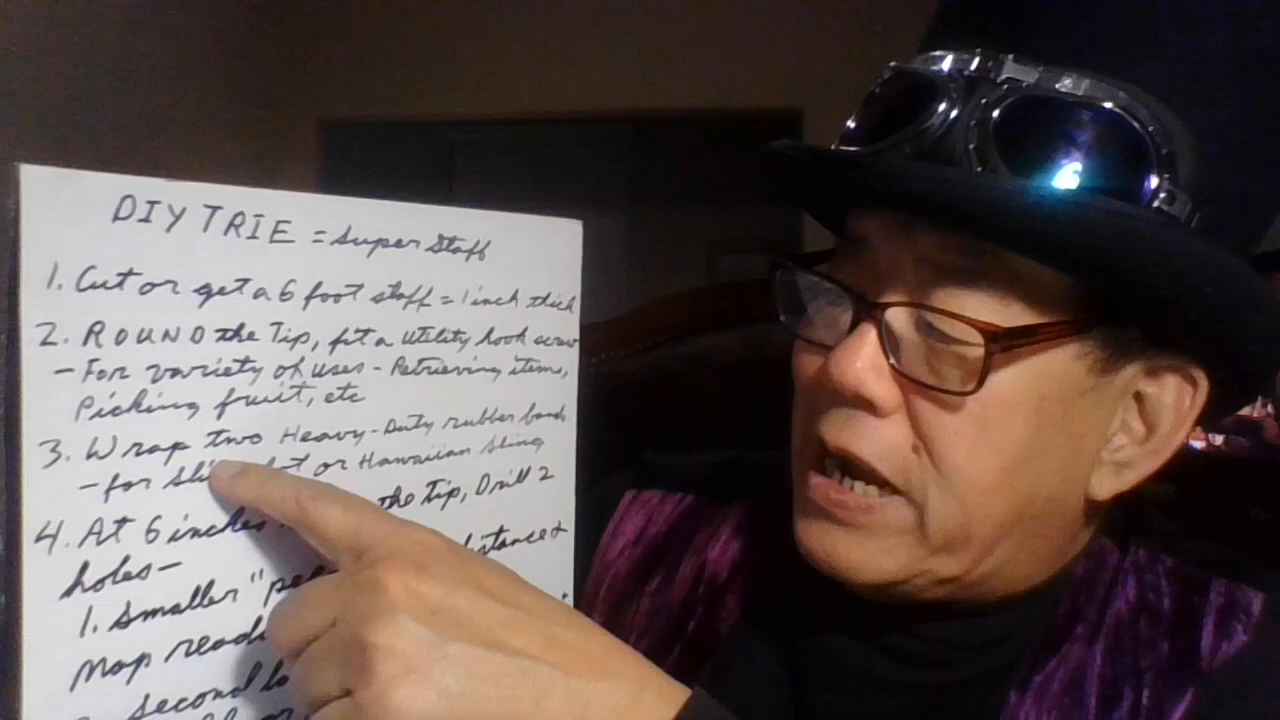 DIY TRIE = Super Staff
1. Cut or get a 6 foot staff = 1 inch thick
2. ROUND the Tip, fit a utility hook screw
- For variety of uses - Retrieving items,
Picking fruit, etc
3. Wrap two Heavy-Duty rubber bands
- for or Hawaiian Sling
4. At 6 inches the Tip, Drill 2
holes-
1. Smaller "
Map
second